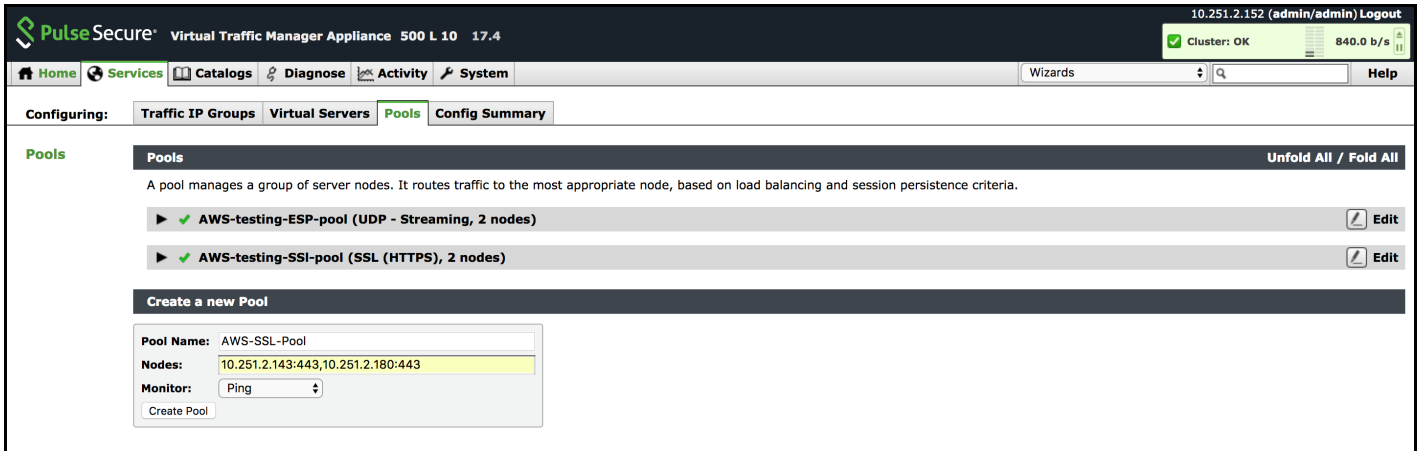 10.251.2.152 (admin/admin) Logout
Pulse Secure® Virtual Traffic Manager Appliance 500 L 10 17.4
Cluster: OK 840.0 b/s
Home Services Catalogs Diagnose Activity System Wizards Help
Configuring: Traffic IP Groups Virtual Servers Pools Config Summary
Pools
Pools Unfold All / Fold All
A pool manages a group of server nodes. It routes traffic to the most appropriate node, based on load balancing and session persistence criteria.
AWS-testing-ESP-pool (UDP - Streaming, 2 nodes) Edit
AWS-testing-SSl-pool (SSL (HTTPS), 2 nodes) Edit
Create a new Pool
Pool Name: AWS-SSL-Pool
Nodes: 10.251.2.143:443,10.251.2.180:443
Monitor: Ping
Create Pool